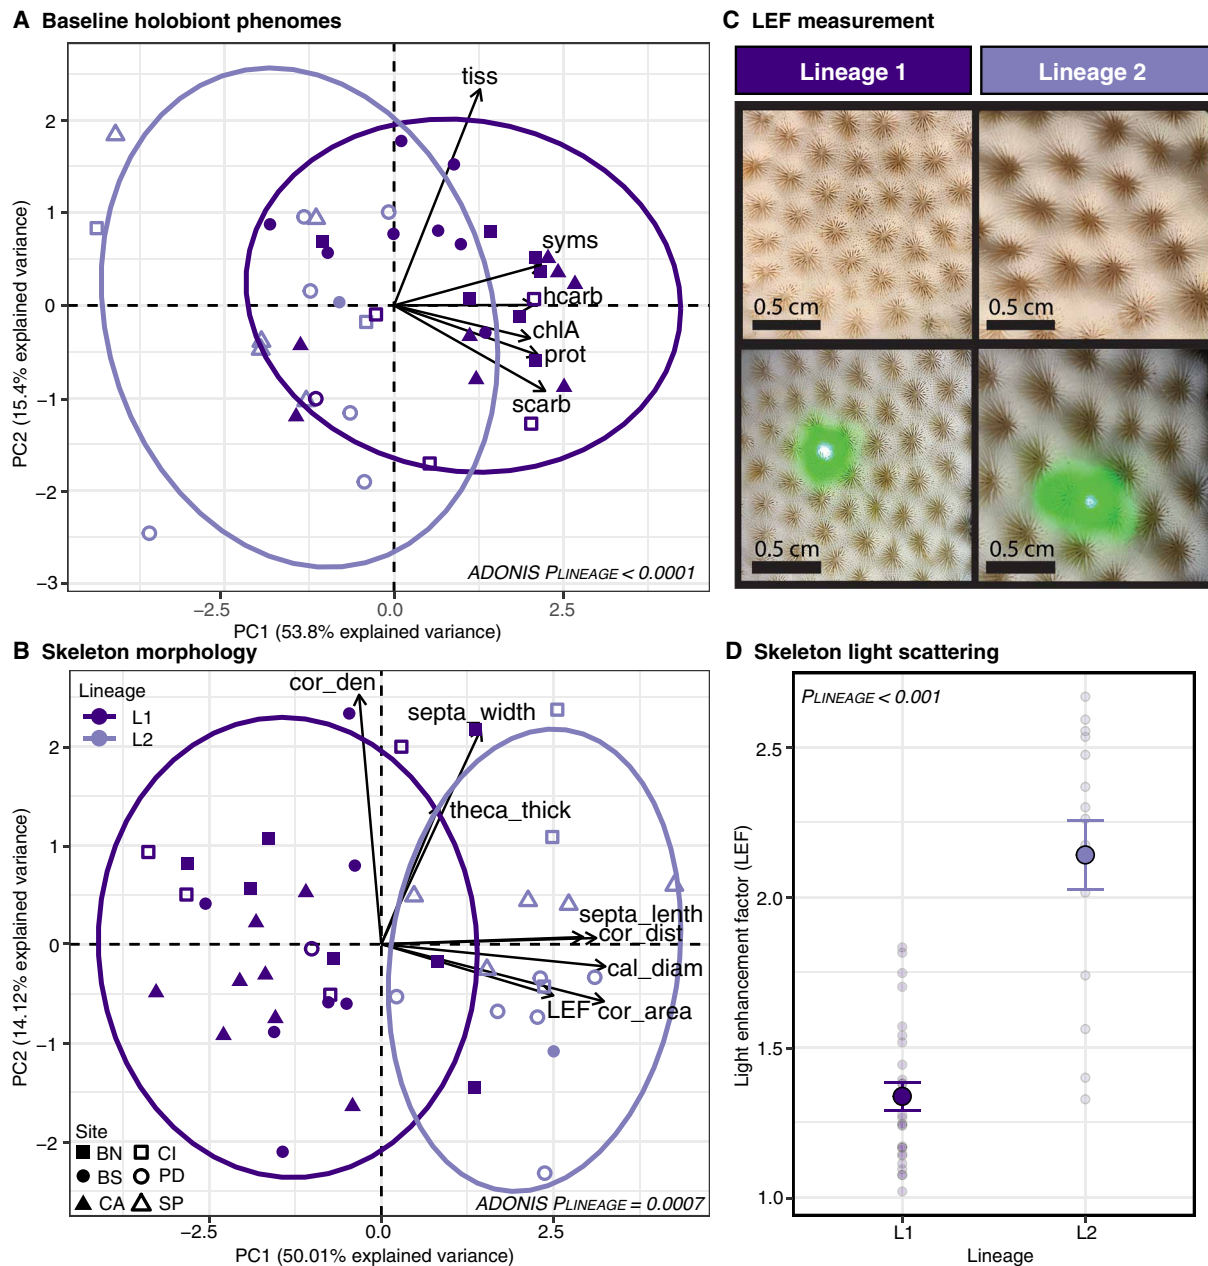 A Baseline holobiont phenomes
tiss
syms
hcarb
chlA
prot
scarb
2
1
0
−1
−2
−3
PC2 (15.4% explained variance)
ADONIS PLINEAGE < 0.0001
−2.5
0.0
2.5
PC1 (53.8% explained variance)
B Skeleton morphology
Lineage
L1
L2
cor_den
septa_width
theca_thick
septa_lenth
cor_dist
cal_diam
LEF
cor_area
2
1
0
−1
−2
PC2 (14.12% explained variance)
Site
BN
CI
BS
PD
CA
SP
ADONIS PLINEAGE = 0.0007
−2.5
0.0
2.5
PC1 (50.01% explained variance)
C LEF measurement
Lineage 1
Lineage 2
0.5 cm
0.5 cm
0.5 cm
0.5 cm
D Skeleton light scattering
PLINEAGE < 0.001
2.5
2.0
1.5
1.0
Light enhancement factor (LEF)
L1
L2
Lineage